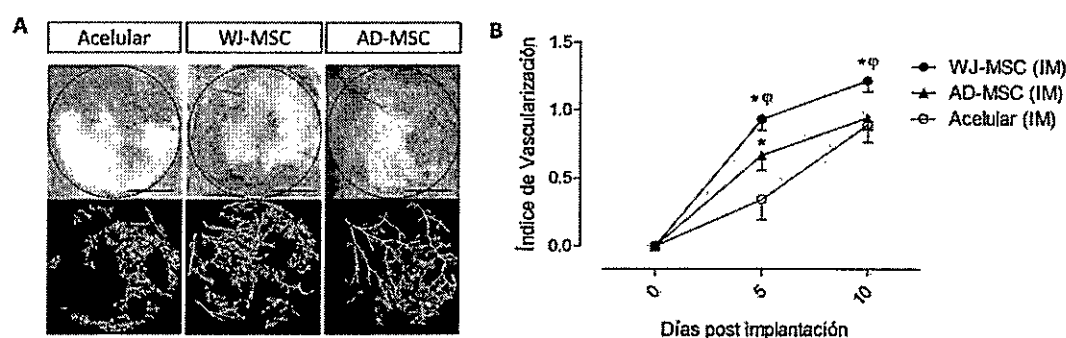 A
Acelular
WJ-MSC
AD-MSC
B
Índice de Vascularización
1.5
1.0
0.5
0.0
*φ
*φ
*
WJ-MSC (IM)
AD-MSC (IM)
Acelular (IM)
0
5
10
Días post implantación